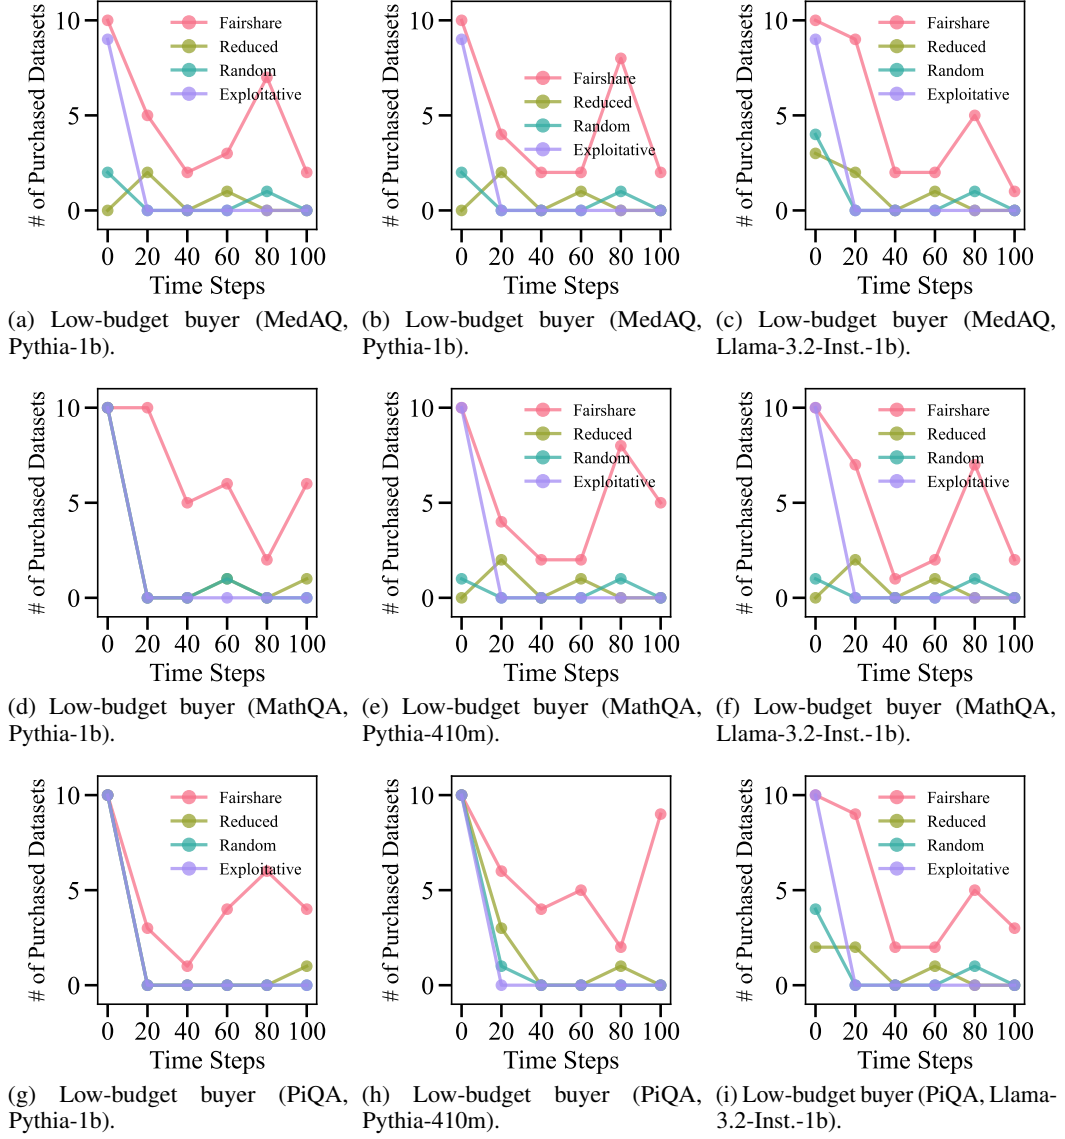 10
5
0
# of Purchased Datasets
Fairshare
Reduced
Random
Exploitative
0 20 40 60 80 100
Time Steps
(a) Low-budget buyer (MedAQ,
Pythia-1b).
10
5
0
# of Purchased Datasets
Fairshare
Reduced
Random
Exploitative
0 20 40 60 80 100
Time Steps
(b) Low-budget buyer (MedAQ,
Pythia-1b).
10
5
0
# of Purchased Datasets
Fairshare
Reduced
Random
Exploitative
0 20 40 60 80 100
Time Steps
(c) Low-budget buyer (MedAQ,
Llama-3.2-Inst.-1b).
10
5
0
# of Purchased Datasets
0 20 40 60 80 100
Time Steps
(d) Low-budget buyer (MathQA,
Pythia-1b).
10
5
0
# of Purchased Datasets
Fairshare
Reduced
Random
Exploitative
0 20 40 60 80 100
Time Steps
(e) Low-budget buyer (MathQA,
Pythia-410m).
10
5
0
# of Purchased Datasets
Fairshare
Reduced
Random
Exploitative
0 20 40 60 80 100
Time Steps
(f) Low-budget buyer (MathQA,
Llama-3.2-Inst.-1b).
10
5
0
# of Purchased Datasets
Fairshare
Reduced
Random
Exploitative
0 20 40 60 80 100
Time Steps
(g) Low-budget buyer (PiQA,
Pythia-1b).
10
5
0
# of Purchased Datasets
0 20 40 60 80 100
Time Steps
(h) Low-budget buyer (PiQA,
Pythia-410m).
10
5
0
# of Purchased Datasets
Fairshare
Reduced
Random
Exploitative
0 20 40 60 80 100
Time Steps
(i) Low-budget buyer (PiQA, Llama-
3.2-Inst.-1b).